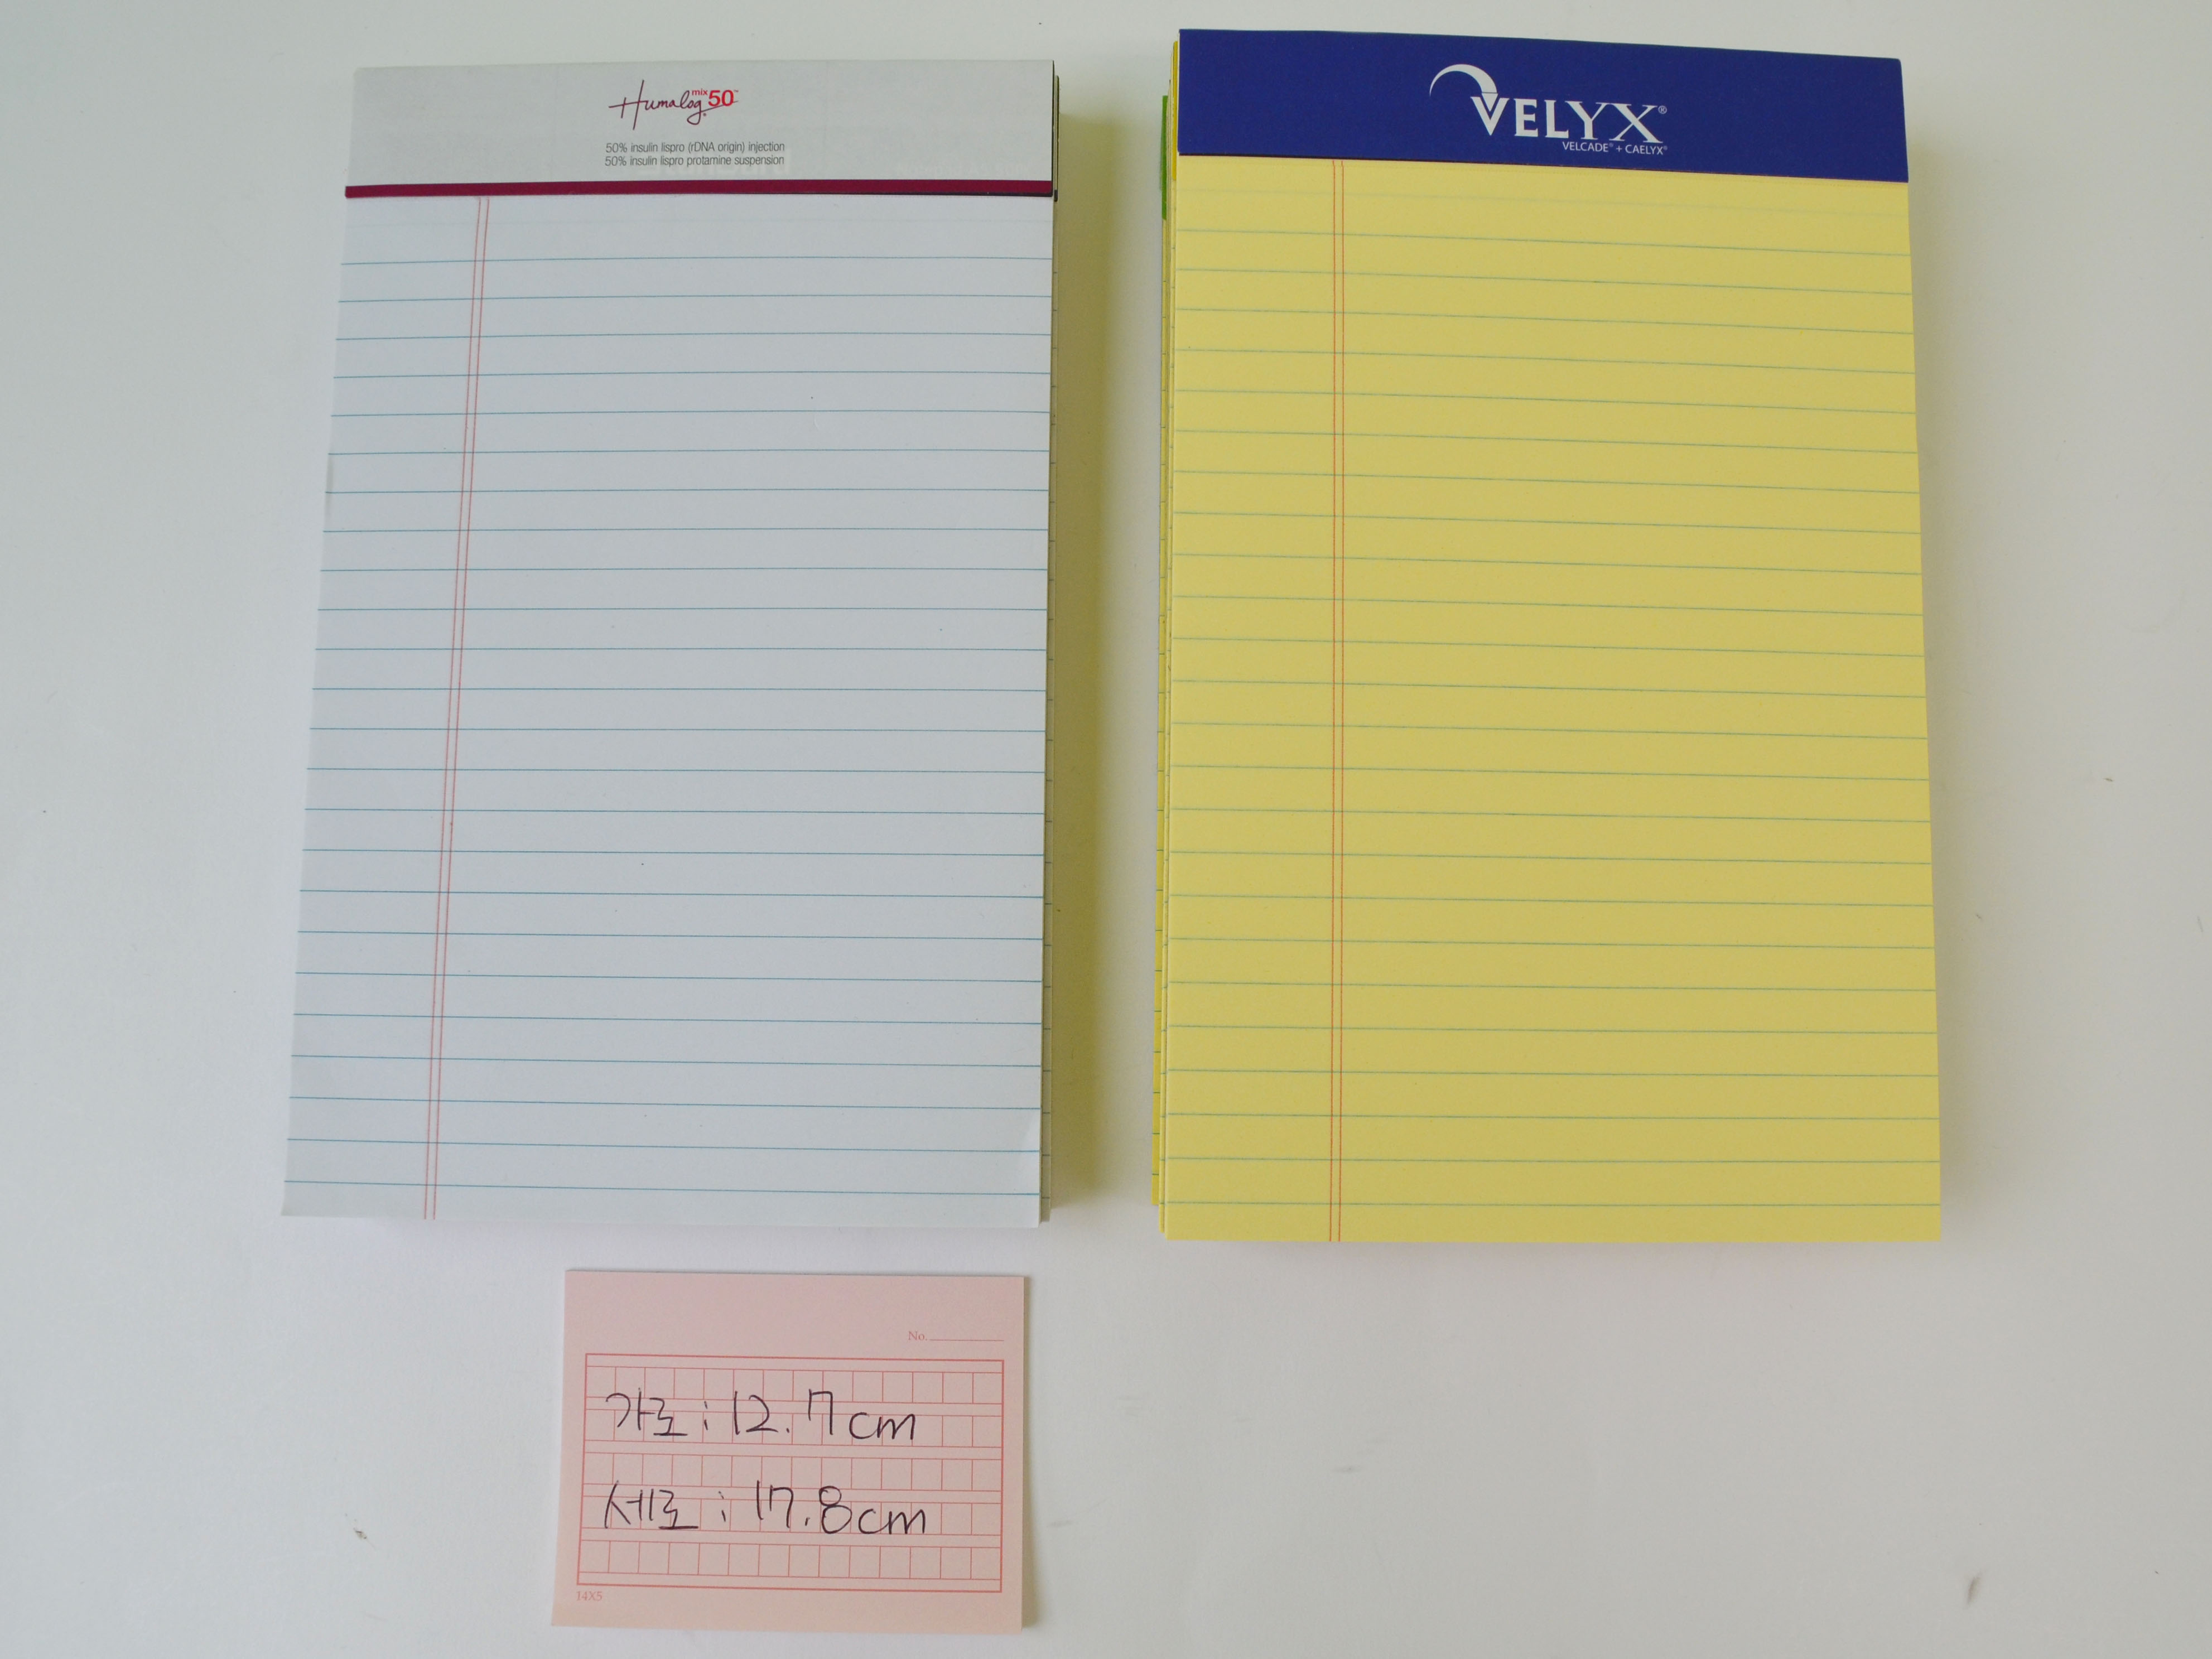 Humalog mix50™
50% insulin lispro (rDNA origin) injection
50% insulin lispro protamine suspension
VELYX®
VELCADE® + CAELYX®
No.
가로 : 12.7cm
세로 : 17.8cm
14X5